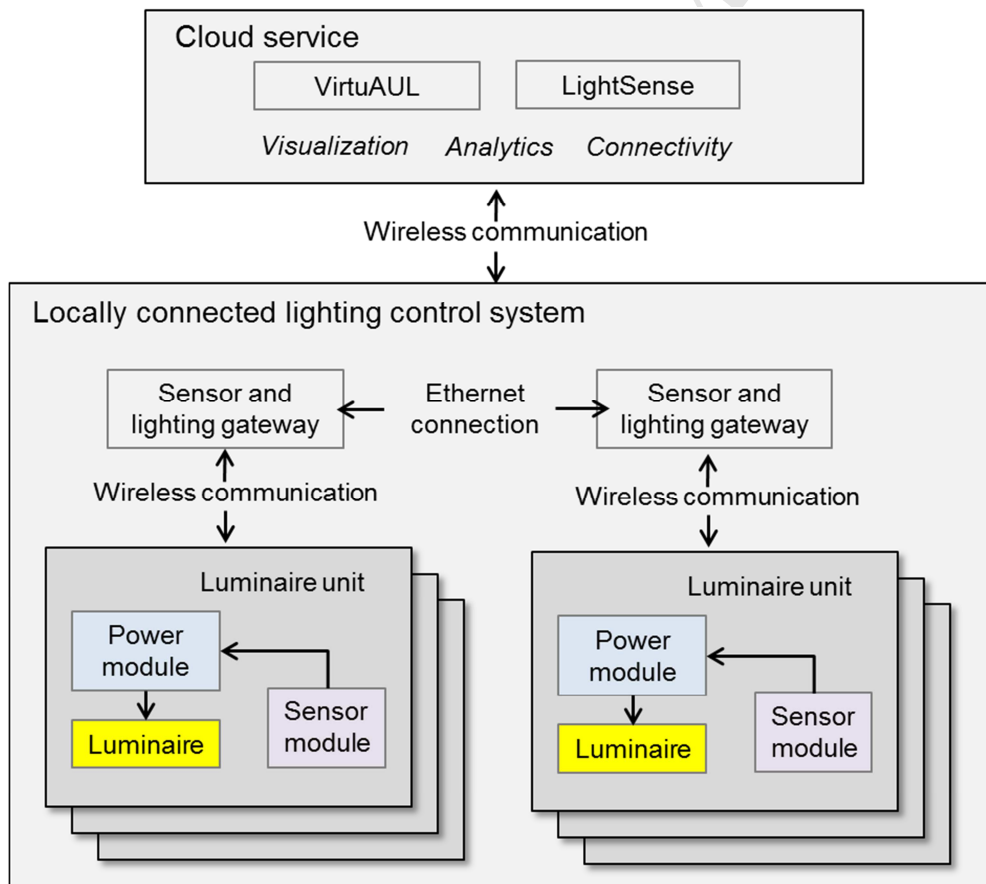 Cloud service
VirtuAUL
LightSense
Visualization Analytics Connectivity
Wireless communication
Locally connected lighting control system
Sensor and
lighting gateway
Ethernet
connection
Sensor and
lighting gateway
Wireless communication
Wireless communication
Luminaire unit
Power
module
Sensor
module
Luminaire
Luminaire unit
Power
module
Sensor
module
Luminaire